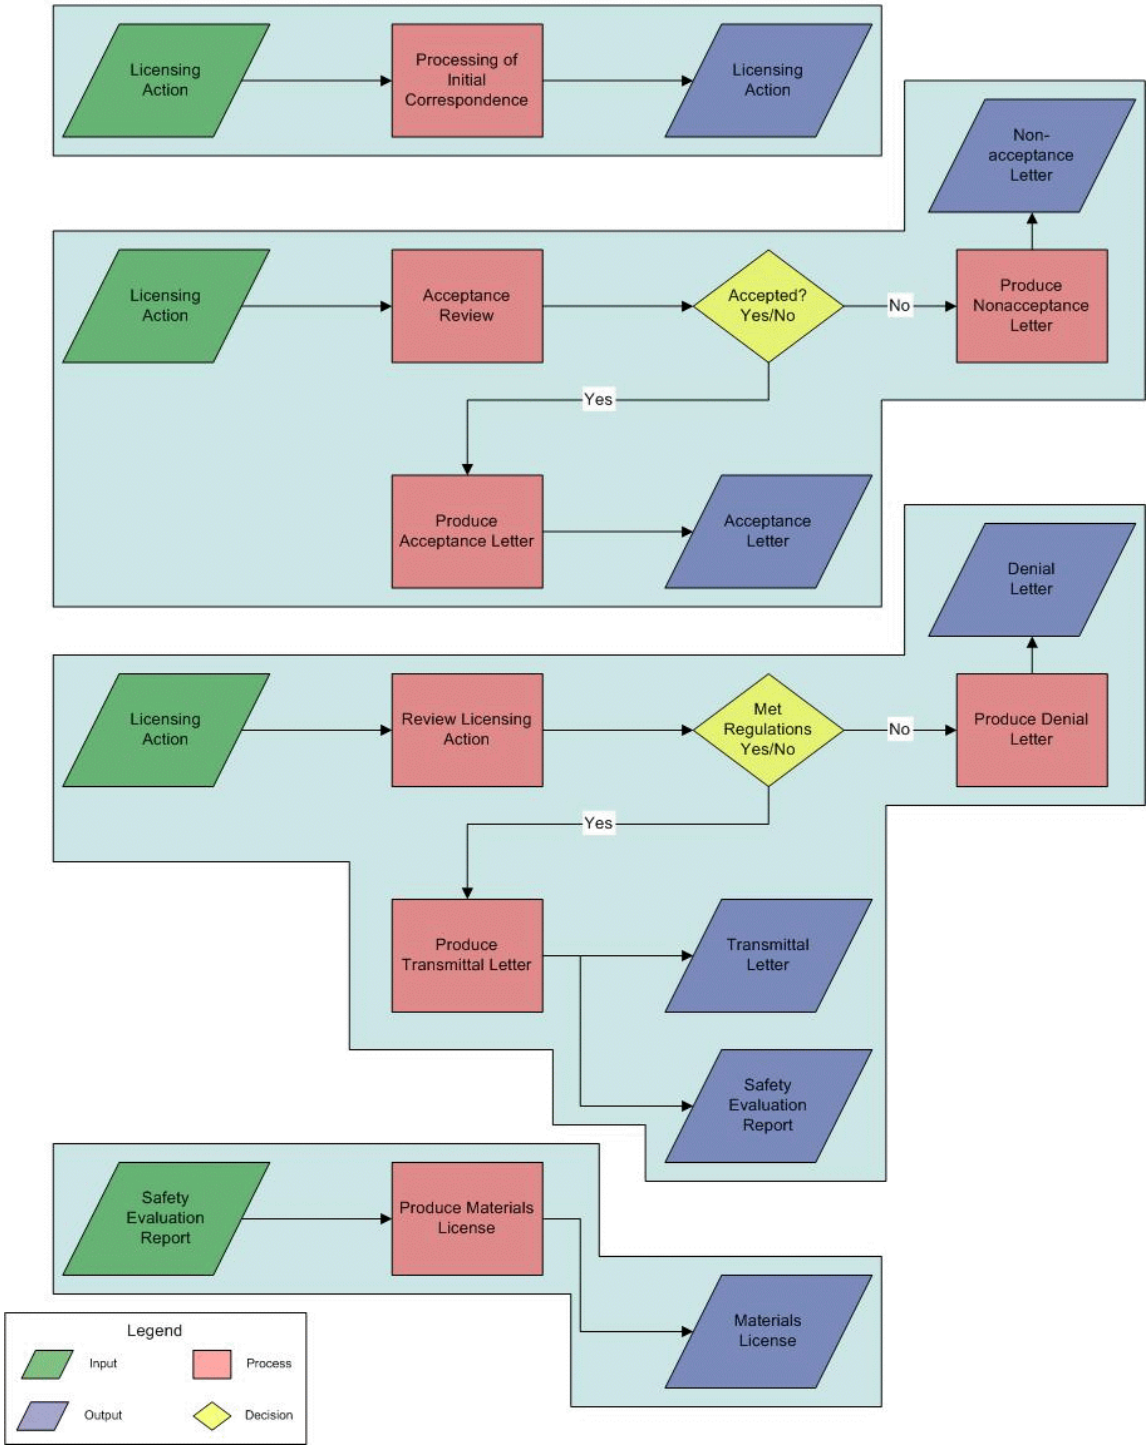 Licensing
Action
Processing of
Initial
Correspondence
Licensing
Action
Non-
acceptance
Letter
Licensing
Action
Acceptance
Review
Accepted?
Yes/No
No
Produce
Nonacceptance
Letter
Yes
Produce
Acceptance Letter
Acceptance
Letter
Denial
Letter
Licensing
Action
Review Licensing
Action
Met
Regulations
Yes/No
No
Produce Denial
Letter
Yes
Produce
Transmittal Letter
Transmittal
Letter
Safety
Evaluation
Report
Safety
Evaluation
Report
Produce Materials
License
Materials
License
Legend
Input
Process
Output
Decision